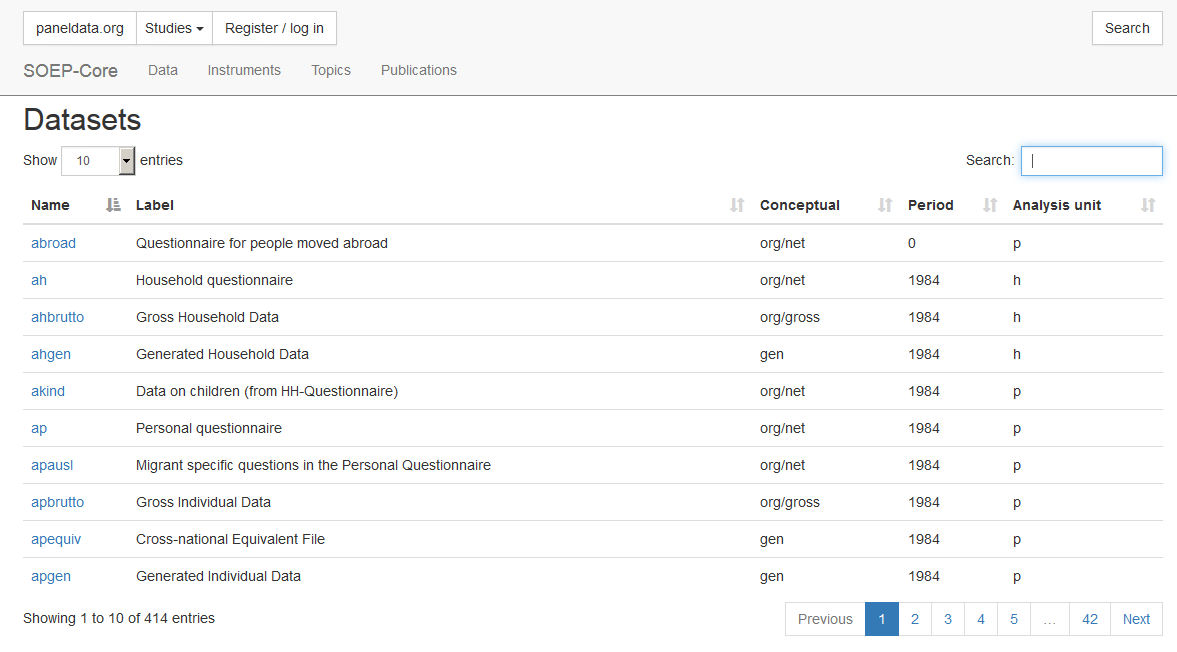 paneldata.org Studies Register / log in Search
SOEP-Core Data Instruments Topics Publications
Datasets
Show 10 entries Search:
Name Label Conceptual Period Analysis unit
abroad Questionnaire for people moved abroad org/net 0 p
ah Household questionnaire org/net 1984 h
ahbrutto Gross Household Data org/gross 1984 h
ahgen Generated Household Data gen 1984 h
akind Data on children (from HH-Questionnaire) org/net 1984 p
ap Personal questionnaire org/net 1984 p
apausl Migrant specific questions in the Personal Questionnaire org/net 1984 p
apbrutto Gross Individual Data org/gross 1984 p
apequiv Cross-national Equivalent File gen 1984 p
apgen Generated Individual Data gen 1984 p
Showing 1 to 10 of 414 entries Previous 1 2 3 4 5 … 42 Next